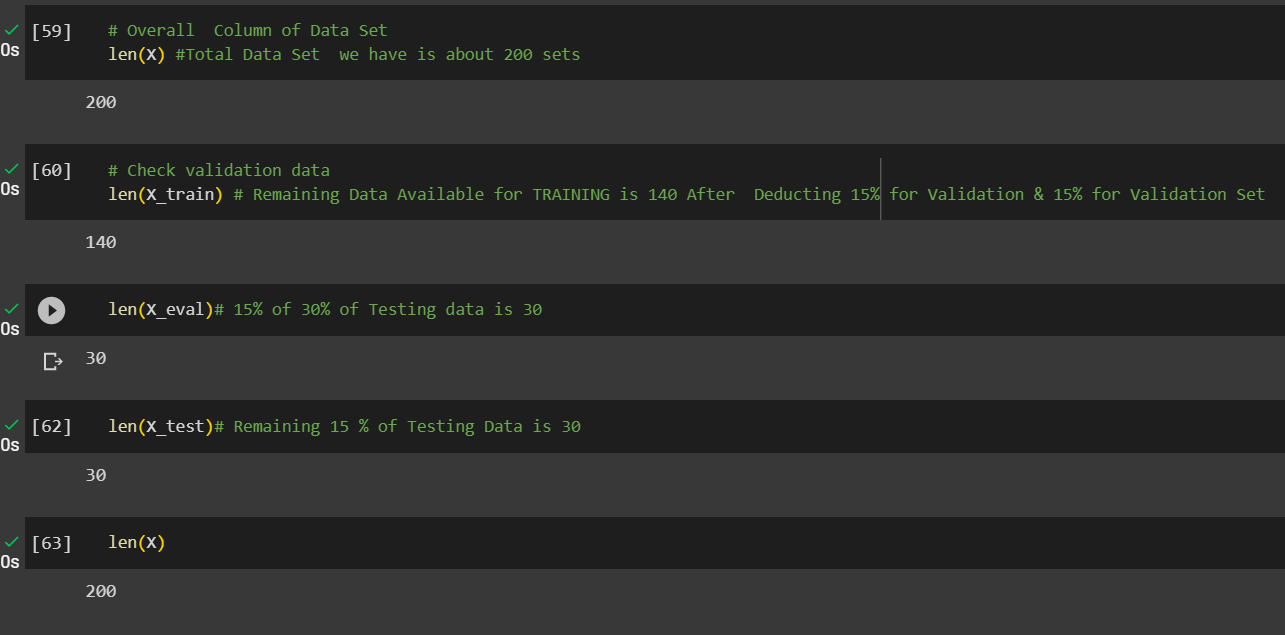 [59] # Overall  Column of Data Set
0s len(X) #Total Data Set  we have is about 200 sets
200
[60] # Check validation data
0s len(X_train) # Remaining Data Available for TRAINING is 140 After  Deducting 15% for Validation & 15% for Validation Set
140
len(X_eval)# 15% of 30% of Testing data is 30
0s
30
[62] len(X_test)# Remaining 15 % of Testing Data is 30
0s
30
[63] len(X)
0s
200